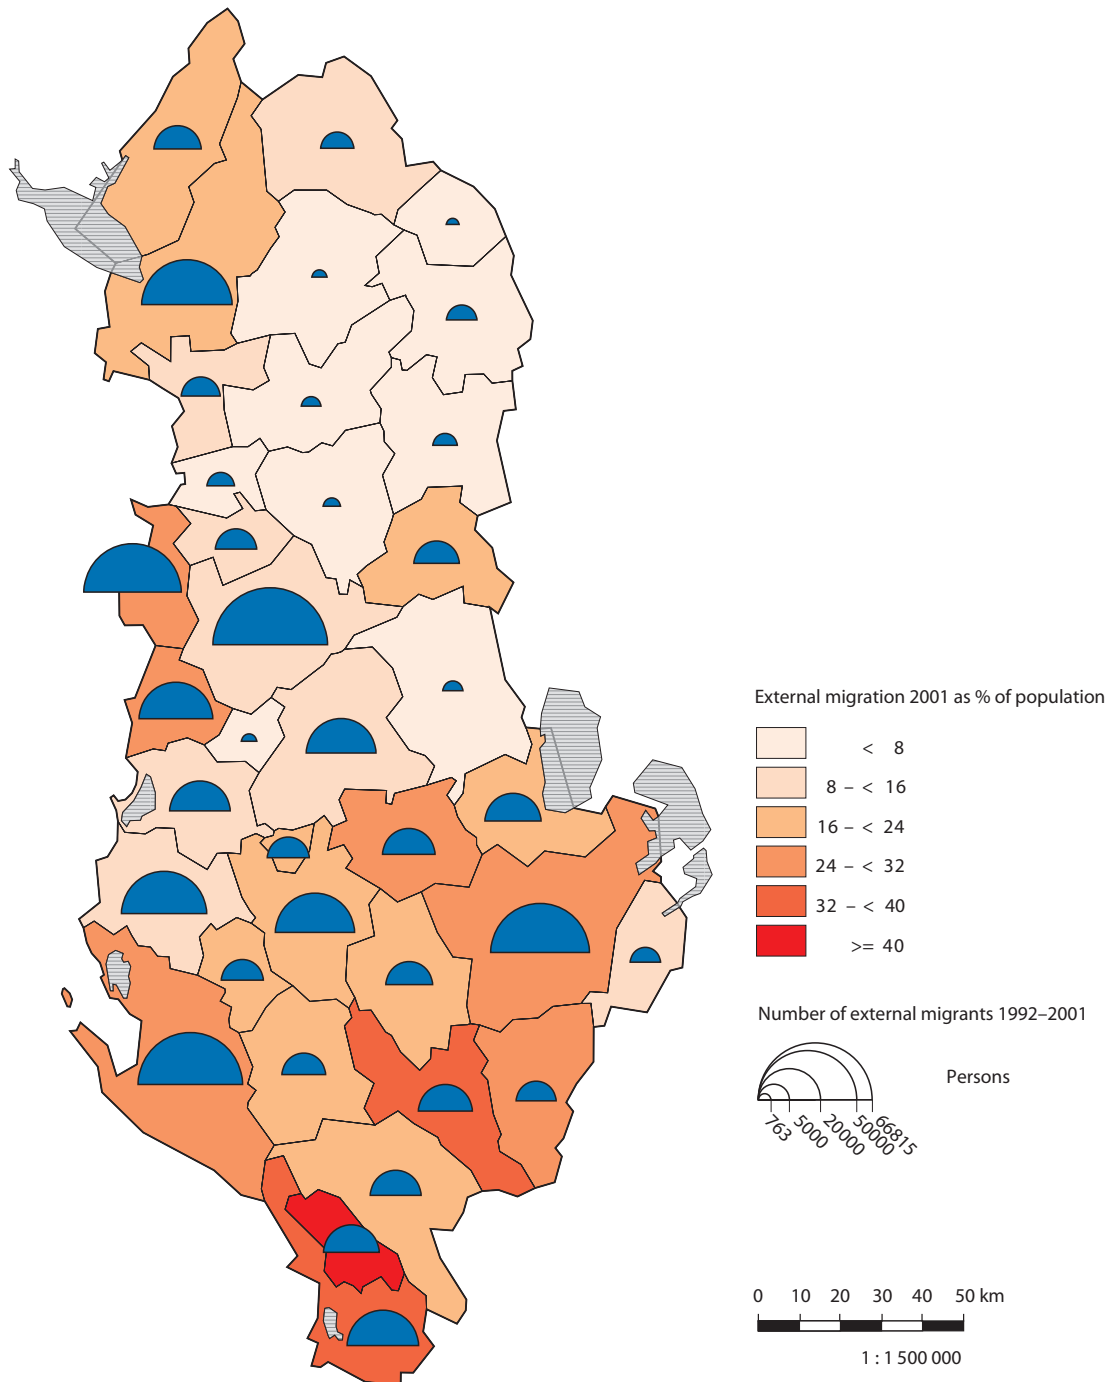 External migration 2001 as % of population
< 8
8 – < 16
16 – < 24
24 – < 32
32 – < 40
>= 40
Number of external migrants 1992–2001
Persons
763
5000
20000
50000
66815
0 10 20 30 40 50 km
1 : 1 500 000